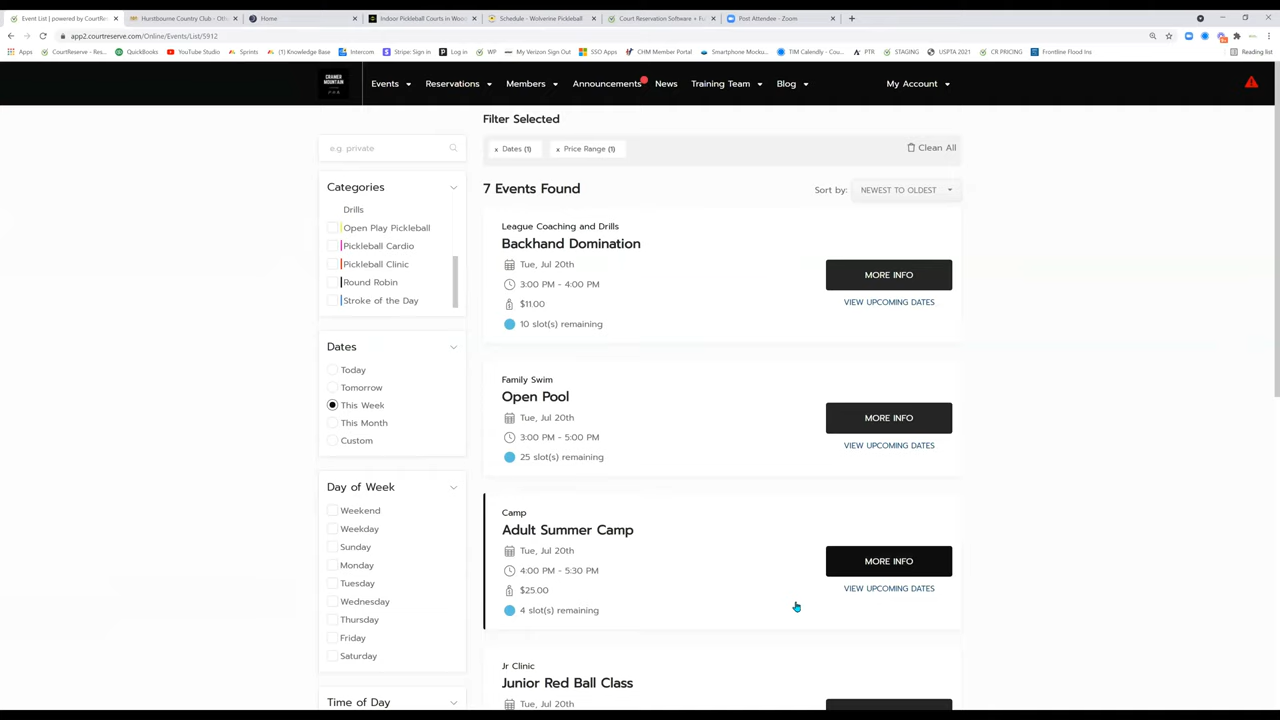 Event List | powered by CourtRe
Hurstbourne Country Club - Oth
Home
Indoor Pickleball Courts in Woo
Schedule - Wolverine Pickleball
Court Reservation Software + Fu
Post Attendee - Zoom
app2.courtreserve.com/Online/Events/List/5912
Apps
CourtReserve - Res...
QuickBooks
YouTube Studio
Sprints
(1) Knowledge Base
Intercom
Stripe: Sign in
Log in
WP
My Verizon Sign Out
SSO Apps
CHM Member Portal
Smartphone Mocku...
TIM Calendly - Cou...
PTR
STAGING
LISPTA 2021
CR PRICING
Frontline Flood Ins
Reading list
CRAMER
MOUNTAIN
Events
Reservations
Members
Announcements
News
Training Team
Blog
My Account
Filter Selected
x Dates (1)
x Price Range (1)
Clean All
e.g. private
7 Events Found
Sort by:
NEWEST TO OLDEST
Categories
Drills
Open Play Pickleball
Pickleball Cardio
Pickleball Clinic
Round Robin
Stroke of the Day
Dates
Today
Tomorrow
This Week
This Month
Custom
Day of Week
Weekend
Weekday
Sunday
Monday
Tuesday
Wednesday
Thursday
Friday
Saturday
Time of Day
League Coaching and Drills
Backhand Domination
Tue, Jul 20th
3:00 PM - 4:00 PM
$11.00
10 slot(s) remaining
MORE INFO
VIEW UPCOMING DATES
Family Swim
Open Pool
Tue, Jul 20th
3:00 PM - 5:00 PM
25 slot(s) remaining
MORE INFO
VIEW UPCOMING DATES
Camp
Adult Summer Camp
Tue, Jul 20th
4:00 PM - 5:30 PM
$25.00
4 slot(s) remaining
MORE INFO
VIEW UPCOMING DATES
Jr Clinic
Junior Red Ball Class
Tue, Jul 20th